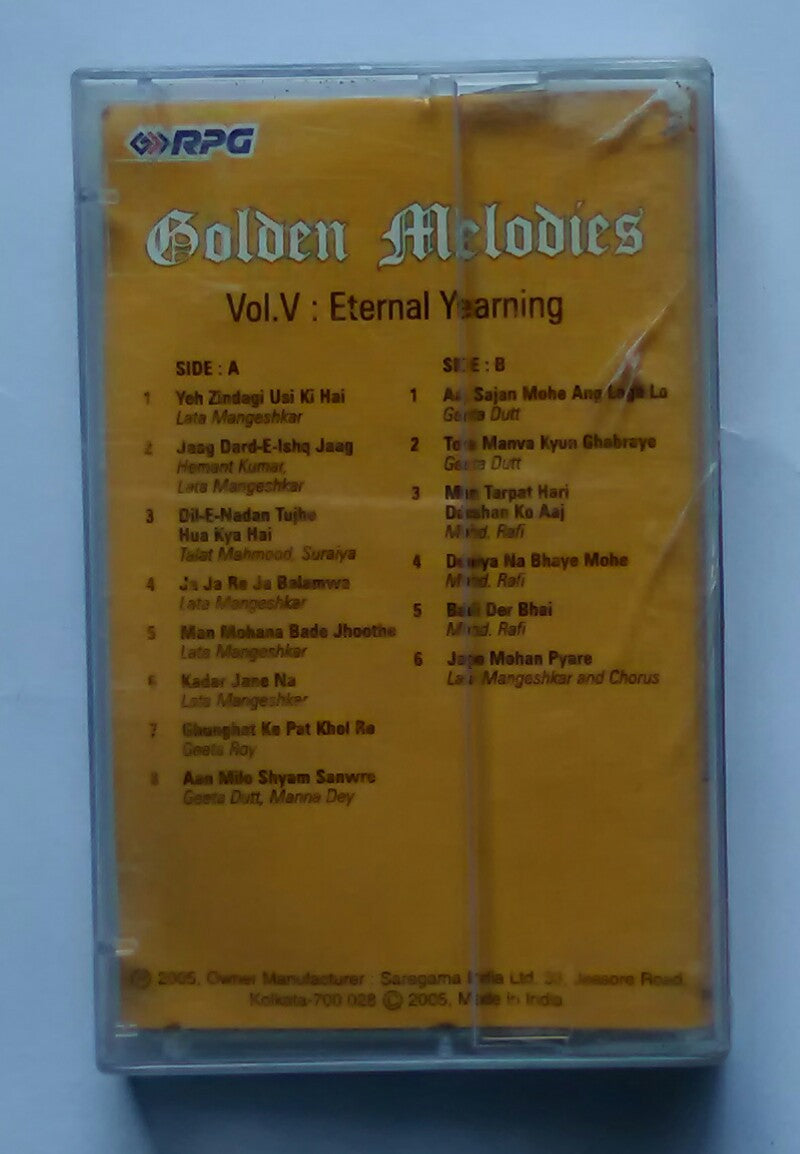 RPG
Golden Melodies
Vol.V : Eternal Yearning
SIDE : A
1 Yeh Zindagi Usi Ki Hai
Lata Mangeshkar
2 Jaag Dard-E-Ishq Jaag
Hemant Kumar,
Lata Mangeshkar
3 Dil-E-Nadan Tujhe
Hua Kya Hai
Talat Mahmood, Suraiya
4 Ja Ja Re Ja Balamwa
Lata Mangeshkar
5 Man Mohana Bade Jhoothe
Lata Mangeshkar
6 Kadar Jane Na
Lata Mangeshkar
7 Ghunghat Ke Pat Khol Re
Geeta Roy
8 Aan Milo Shyam Sanwre
Geeta Dutt, Manna Dey
SIDE : B
1 Aaj Sajan Mohe Ang Laga Lo
Geeta Dutt
2 Tora Manva Kyun Ghabraye
Geeta Dutt
3 Man Tarpat Hari
Darshan Ko Aaj
Mohd. Rafi
4 Duniya Na Bhaye Mohe
Mohd. Rafi
5 Badi Der Bhai
Mohd. Rafi
6 Jago Mohan Pyare
Lata Mangeshkar and Chorus
℗ 2005, Owner Manufacturer : Saregama India Ltd. Jessore Road,
Kolkata-700 028 © 2005, Made in India